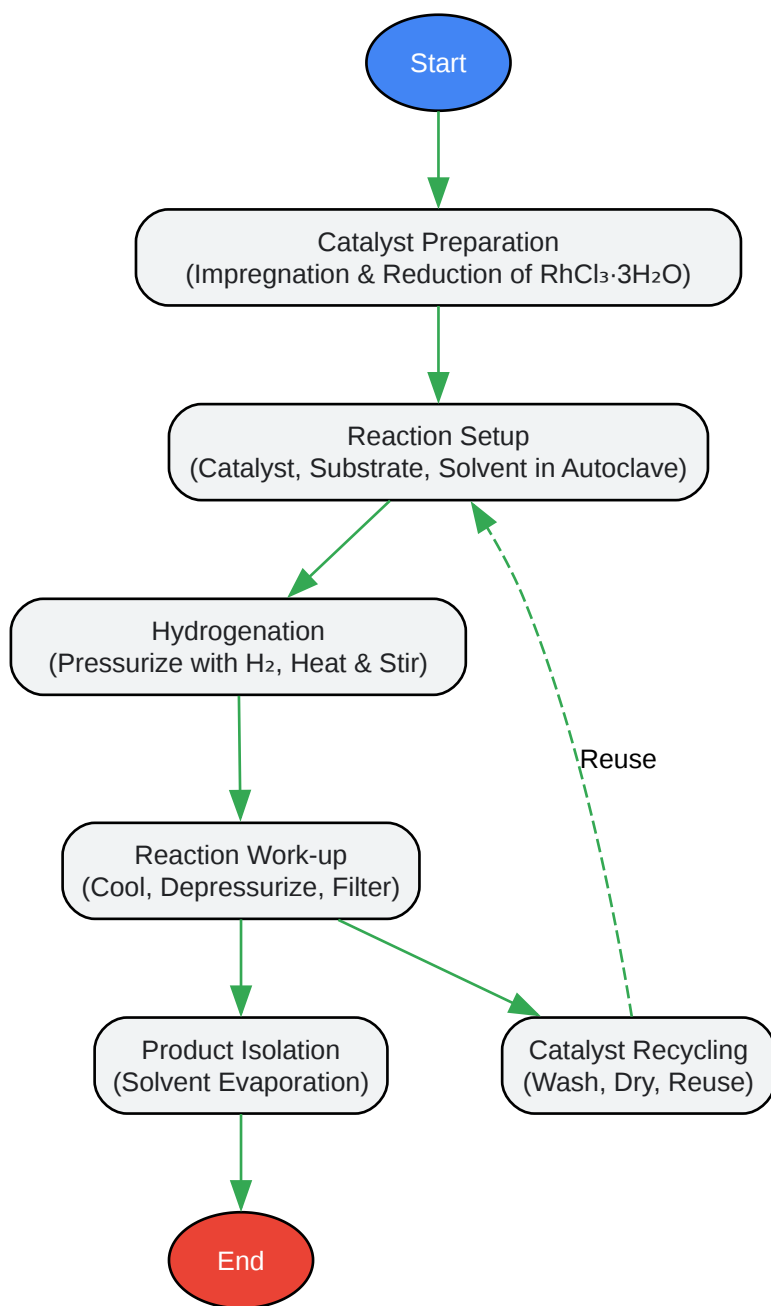 Start
Catalyst Preparation
(Impregnation & Reduction of RhCl₃·3H₂O)
Reaction Setup
(Catalyst, Substrate, Solvent in Autoclave)
Hydrogenation
(Pressurize with H₂, Heat & Stir)
Reuse
Reaction Work-up
(Cool, Depressurize, Filter)
Product Isolation
(Solvent Evaporation)
Catalyst Recycling
(Wash, Dry, Reuse)
End